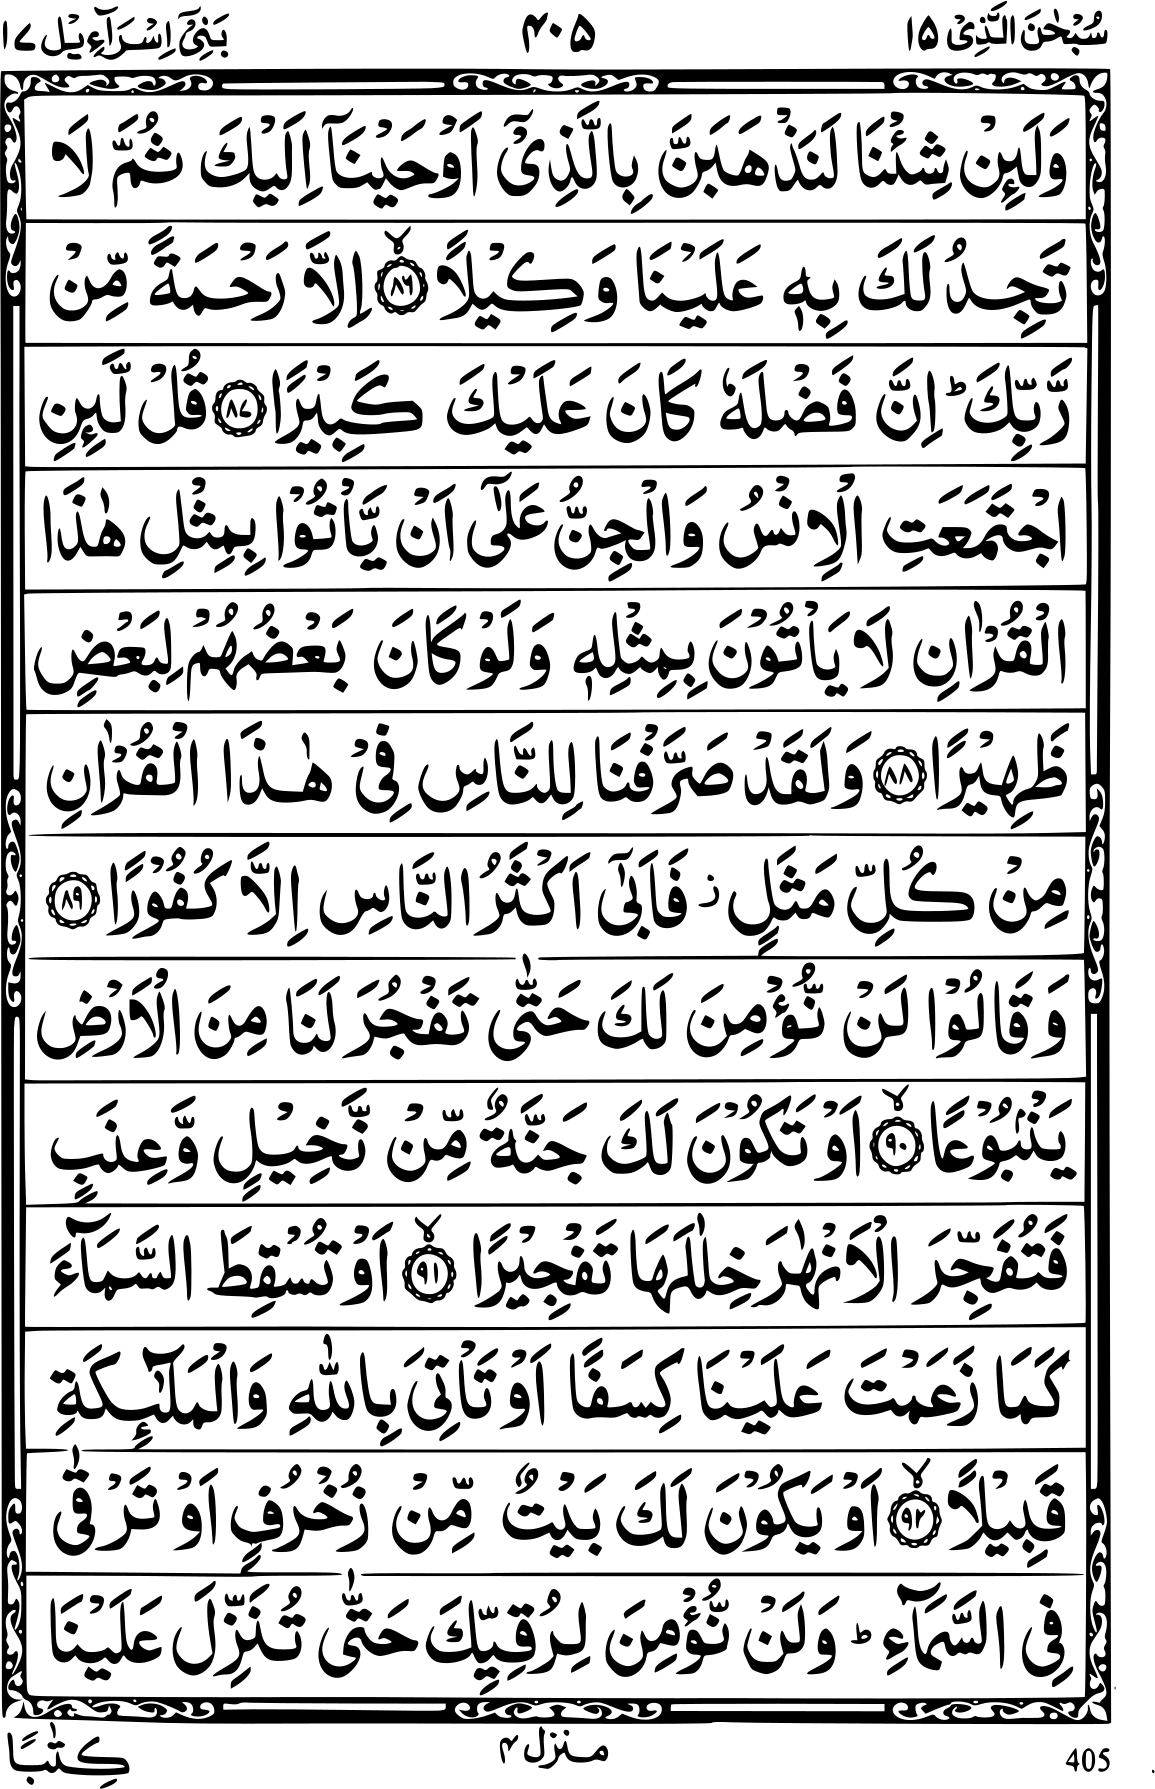 سُبْحٰنَ الَّذِیْ ۱۵ ۴۰۵ بَنِیْۤ اِسْرَآءِیْل ۱۷
وَلَىِٕنْ شِئْنَا لَنَذْهَبَنَّ بِالَّذِیْۤ اَوْحَیْنَاۤ اِلَیْكَ ثُمَّ لَا
تَجِدُ لَكَ بِهٖ عَلَیْنَا وَكِیْلًا ۙ‏﴿۸۶﴾ اِلَّا رَحْمَةً مِّنْ
رَّبِّكَ ؕ اِنَّ فَضْلَهٗ كَانَ عَلَیْكَ كَبِیْرًا ﴿۸۷﴾ قُلْ لَّىِٕنِ
اجْتَمَعَتِ الْاِنْسُ وَالْجِنُّ عَلٰۤی اَنْ یَّاْتُوْا بِمِثْلِ هٰذَا
الْقُرْاٰنِ لَا یَاْتُوْنَ بِمِثْلِهٖ وَلَوْ كَانَ بَعْضُهُمْ لِبَعْضٍ
ظَهِیْرًا ﴿۸۸﴾ وَلَقَدْ صَرَّفْنَا لِلنَّاسِ فِیْ هٰذَا الْقُرْاٰنِ
مِنْ كُلِّ مَثَلٍ ؗ فَاَبٰۤی اَكْثَرُ النَّاسِ اِلَّا كُفُوْرًا ﴿۸۹﴾
وَقَالُوْا لَنْ نُّؤْمِنَ لَكَ حَتّٰی تَفْجُرَ لَنَا مِنَ الْاَرْضِ
یَنْۢبُوْعًا ۙ﴿۹۰﴾ اَوْ تَكُوْنَ لَكَ جَنَّةٌ مِّنْ نَّخِیْلٍ وَّعِنَبٍ
فَتُفَجِّرَ الْاَنْهٰرَ خِلٰلَهَا تَفْجِیْرًا ۙ﴿۹۱﴾ اَوْ تُسْقِطَ السَّمَآءَ
كَمَا زَعَمْتَ عَلَیْنَا كِسَفًا اَوْ تَاْتِیَ بِاللّٰهِ وَالْمَلٰٓىِٕكَةِ
قَبِیْلًا ۙ﴿۹۲﴾ اَوْ یَكُوْنَ لَكَ بَیْتٌ مِّنْ زُخْرُفٍ اَوْ تَرْقٰی
فِی السَّمَآءِ ؕ وَلَنْ نُّؤْمِنَ لِرُقِیِّكَ حَتّٰی تُنَزِّلَ عَلَیْنَا
405 منزل ۴ كِتٰبًا